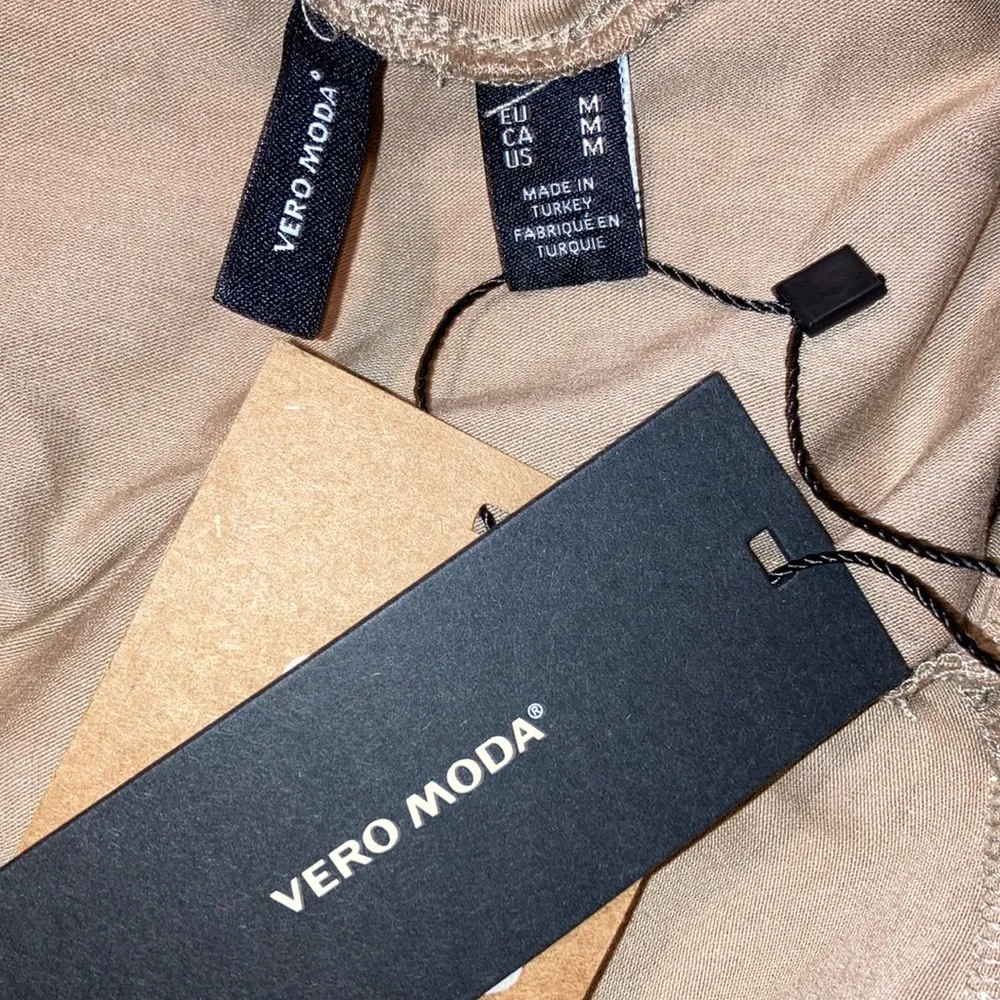 VERO MODA®
EU M
CA M
US M
MADE IN
TURKEY
FABRIQUÉ EN
TURQUIE
VERO MODA®